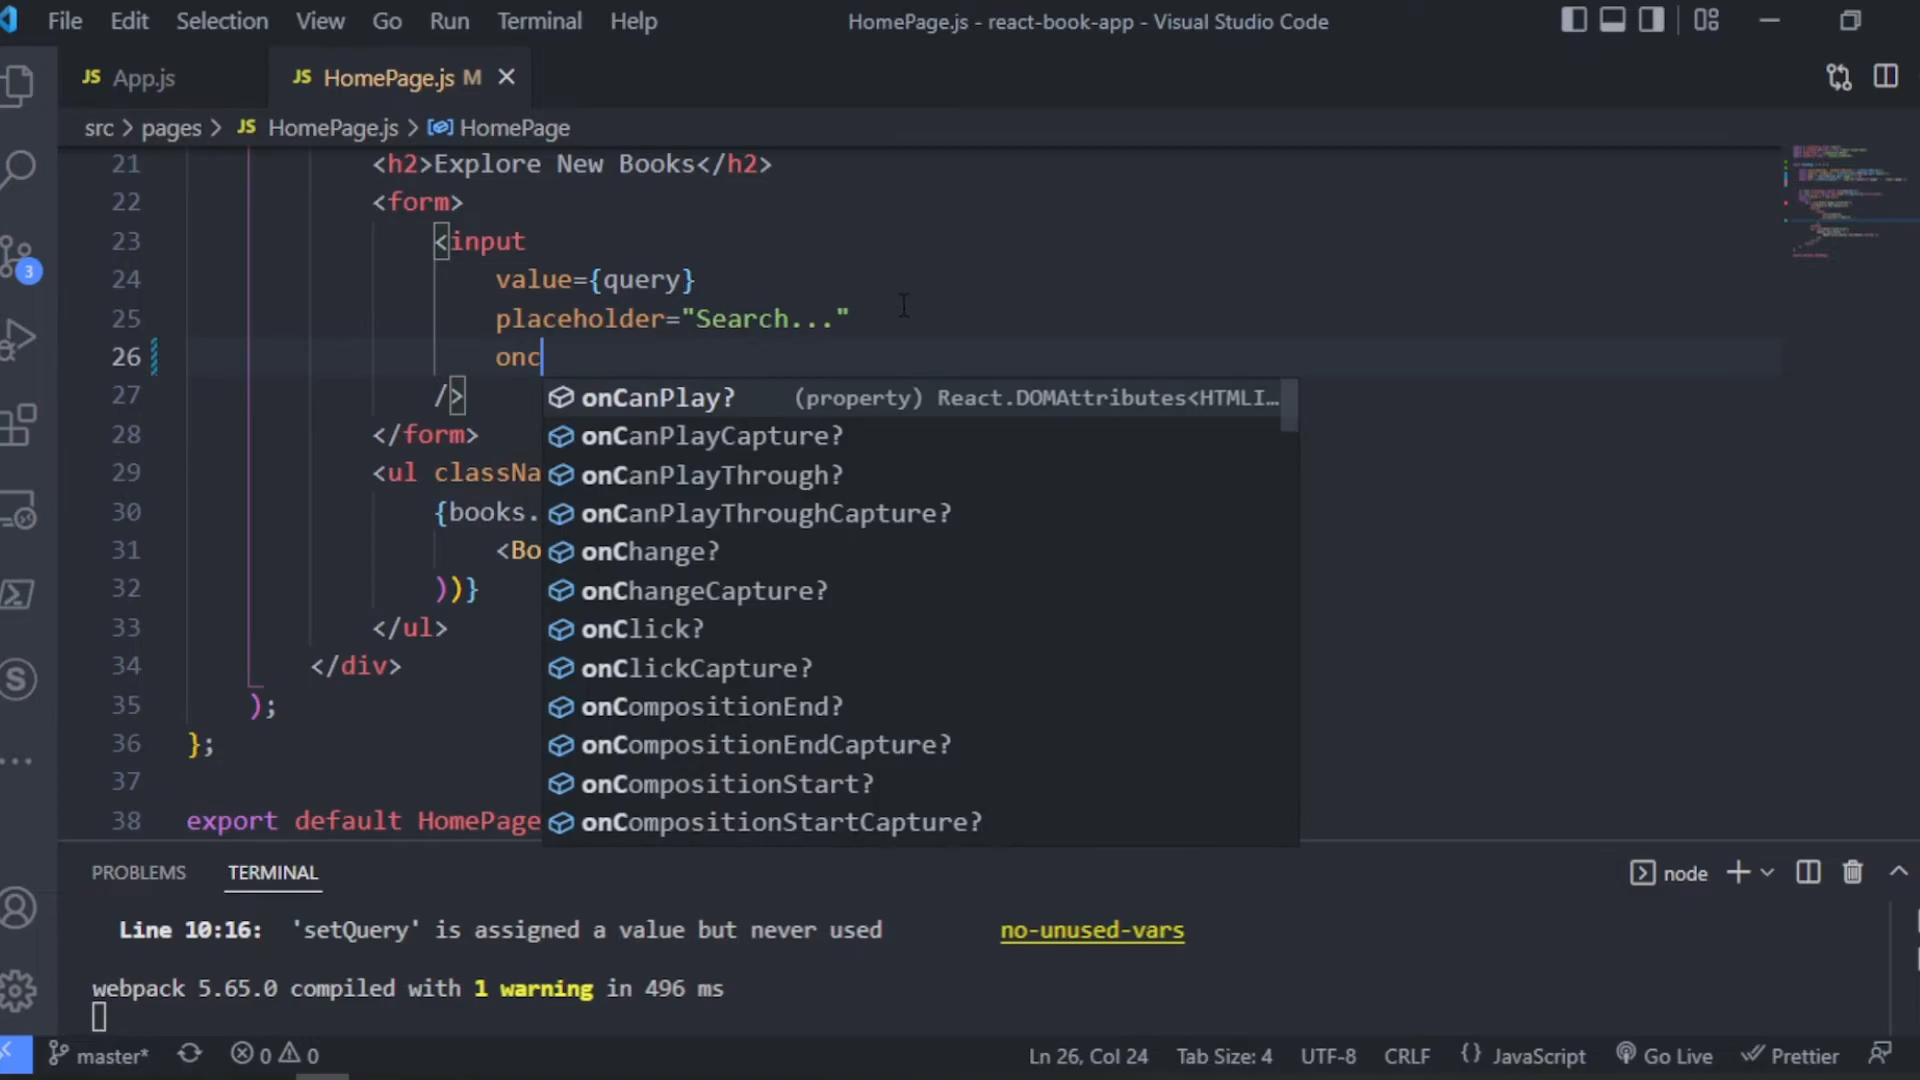 File Edit Selection View Go Run Terminal Help HomePage.js - react-book-app - Visual Studio Code
JS App.js JS HomePage.js M
src > pages > JS HomePage.js > HomePage
21 <h2>Explore New Books</h2>
22 <form>
23 <input
24 value={query}
25 placeholder="Search..."
26 onc
27 />
28 </form>
29 <ul classNa
30 {books.
31 <Bo
32 ))}
33 </ul>
34 </div>
35 );
36 };
37
38 export default HomePage
onCanPlay? (property) React.DOMAttributes<HTMLI…
onCanPlayCapture?
onCanPlayThrough?
onCanPlayThroughCapture?
onChange?
onChangeCapture?
onClick?
onClickCapture?
onCompositionEnd?
onCompositionEndCapture?
onCompositionStart?
onCompositionStartCapture?
3
S
PROBLEMS TERMINAL node
Line 10:16: 'setQuery' is assigned a value but never used no-unused-vars
webpack 5.65.0 compiled with 1 warning in 496 ms
master* 0 0 Ln 26, Col 24 Tab Size: 4 UTF-8 CRLF {} JavaScript Go Live Prettier